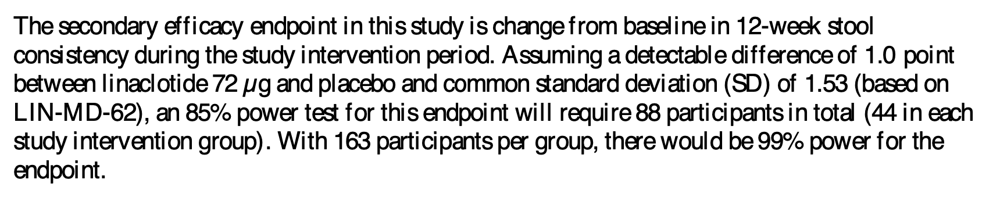 The secondary efficacy endpoint in this study is change from baseline in 12-week stool
consistency during the study intervention period. Assuming a detectable difference of 1.0 point
between linaclotide 72 µg and placebo and common standard deviation (SD) of 1.53 (based on
LIN-MD-62), an 85% power test for this endpoint will require 88 participants in total (44 in each
study intervention group). With 163 participants per group, there would be 99% power for the
endpoint.